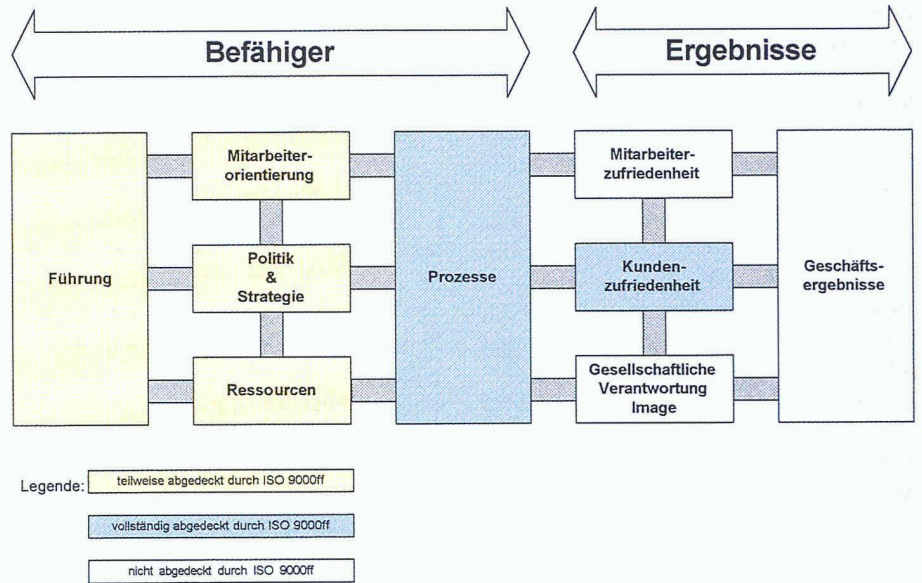 Befähiger
Ergebnisse
Führung
Mitarbeiter-
orientierung
Politik
&
Strategie
Ressourcen
Prozesse
Mitarbeiter-
zufriedenheit
Kunden-
zufriedenheit
Gesellschaftliche
Verantwortung
Image
Geschäfts-
ergebnisse
Legende:
teilweise abgedeckt durch ISO 9000ff
vollständig abgedeckt durch ISO 9000ff
nicht abgedeckt durch ISO 9000ff